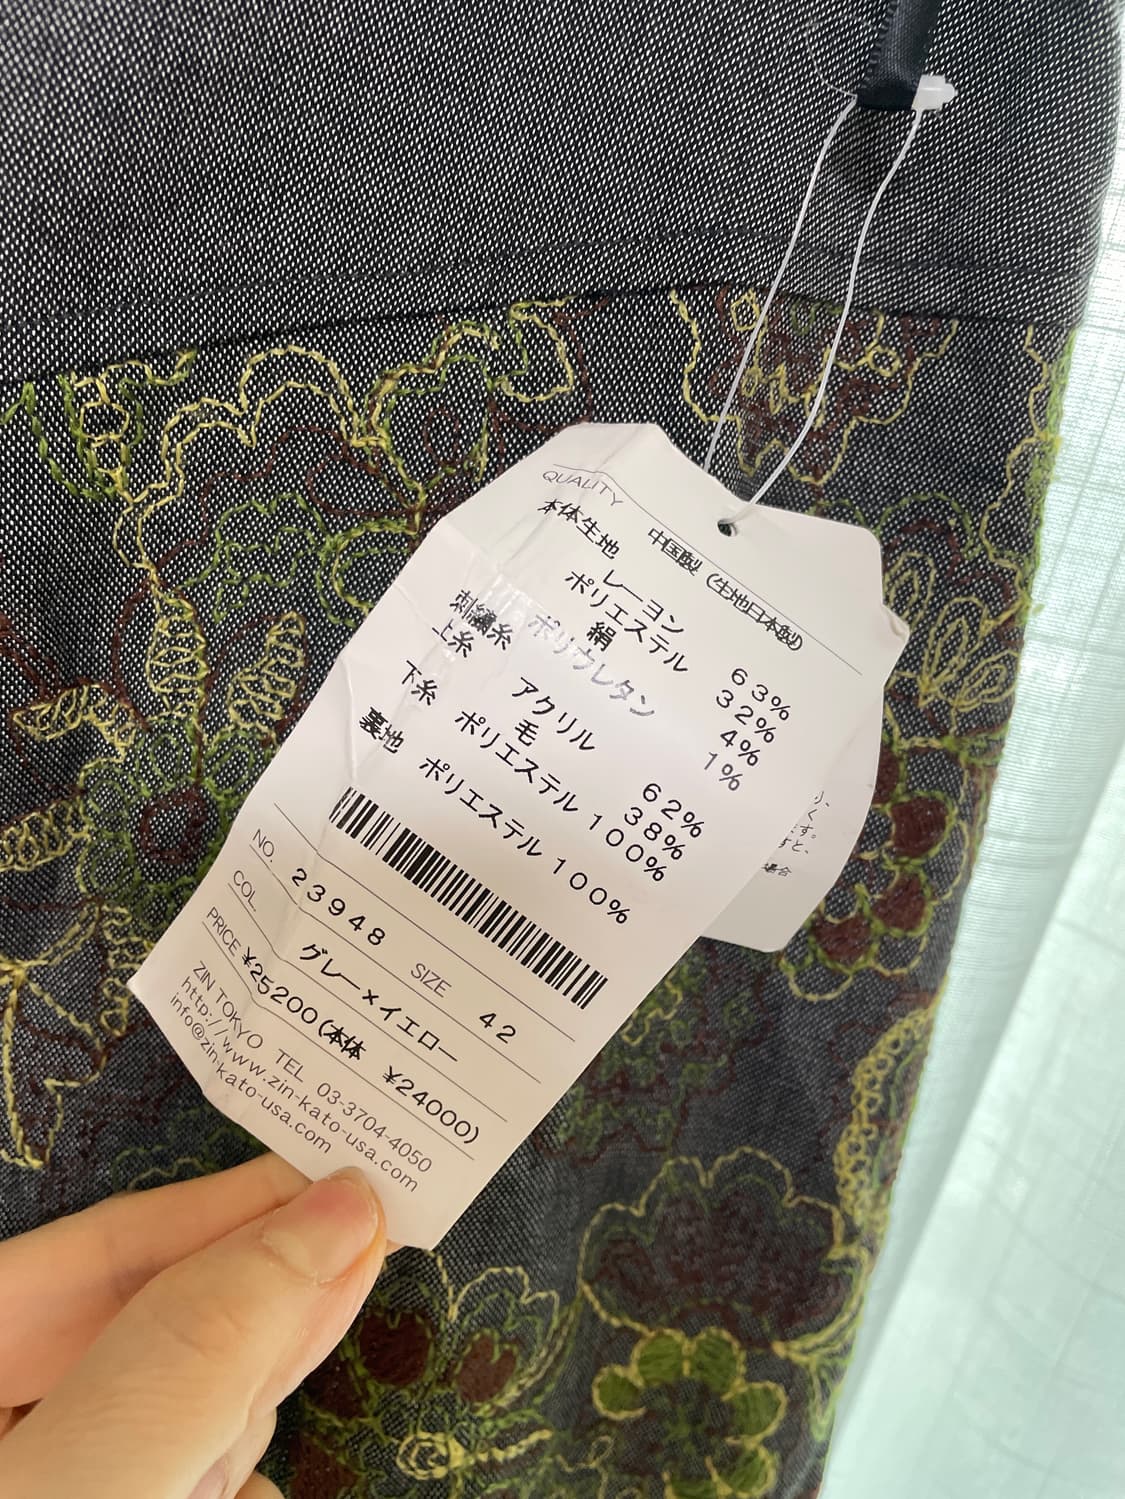 QUALITY
中国製(生地日本製)
本体生地
レーヨン 63%
ポリエステル 32%
絹 4%
ポリウレタン 1%
刺繍糸
上糸 アクリル 62%
毛 38%
下糸 ポリエステル 100%
裏地 ポリエステル 100%
NO. 23948 SIZE 42
COL. グレー×イエロー
PRICE ¥25200(本体 ¥24000)
ZIN TOKYO TEL 03-3704-4050
http://www.zin-kato-usa.com
info@zin-kato-usa.com
くす。
と、
場合